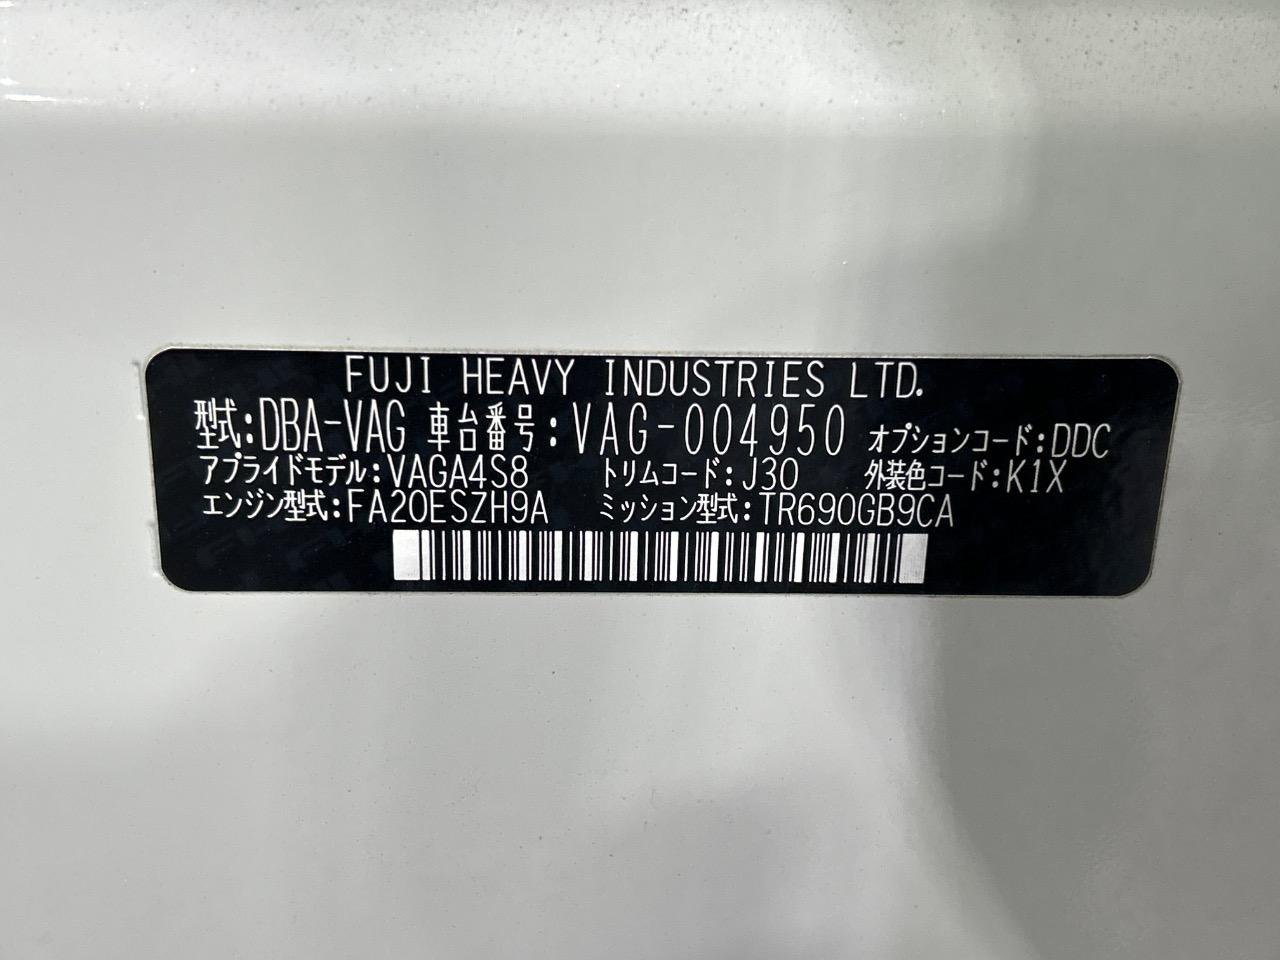 FUJI HEAVY INDUSTRIES LTD.
型式:DBA-VAG 車台番号:VAG-004950 オプションコード:DDC
アプライドモデル:VAGA4S8 トリムコード:J30 外装色コード:K1X
エンジン型式:FA20ESZH9A ミッション型式:TR690GB9CA